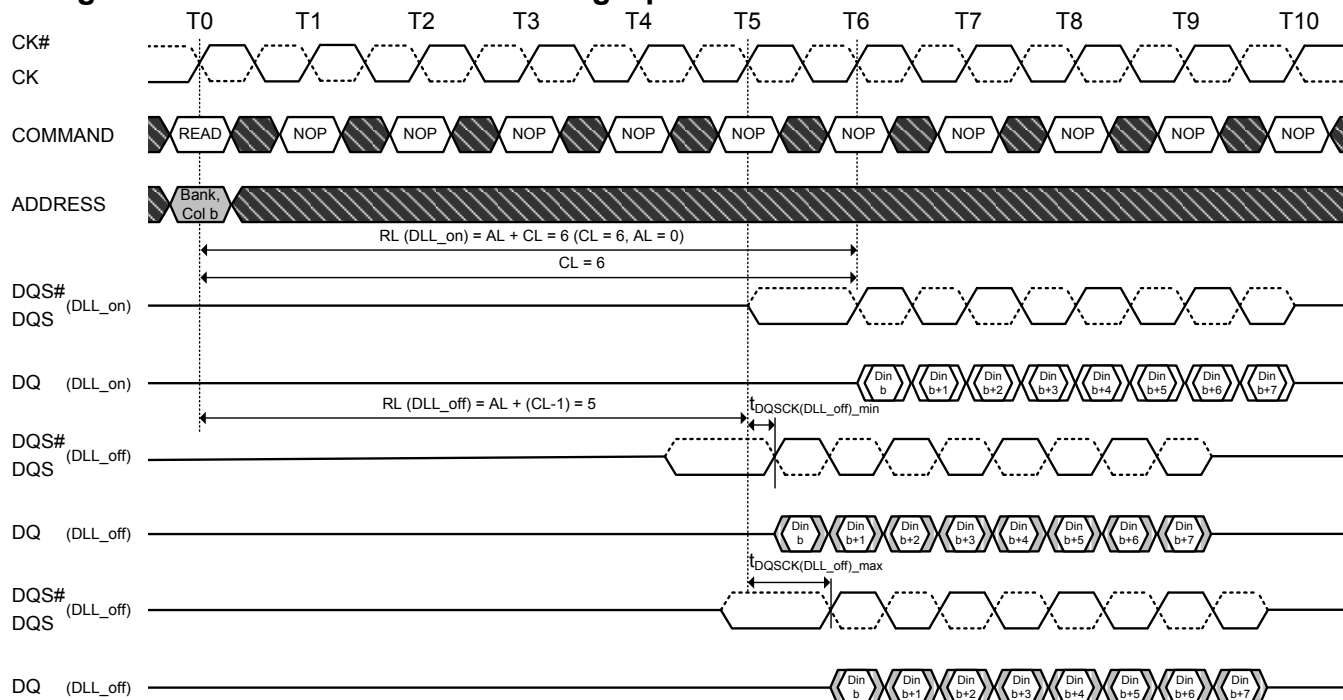 T0 T1 T2 T3 T4 T5 T6 T7 T8 T9 T10
CK#
CK
COMMAND READ NOP NOP NOP NOP NOP NOP NOP NOP NOP NOP
ADDRESS Bank,
Col b
RL (DLL_on) = AL + CL = 6 (CL = 6, AL = 0)
CL = 6
DQS#
(DLL_on)
DQS
DQ (DLL_on) Din b Din b+1 Din b+2 Din b+3 Din b+4 Din b+5 Din b+6 Din b+7
RL (DLL_off) = AL + (CL-1) = 5
tDQSCK(DLL_off)_min
DQS#
(DLL_off)
DQS
DQ (DLL_off) Din b Din b+1 Din b+2 Din b+3 Din b+4 Din b+5 Din b+6 Din b+7
tDQSCK(DLL_off)_max
DQS#
(DLL_off)
DQS
DQ (DLL_off) Din b Din b+1 Din b+2 Din b+3 Din b+4 Din b+5 Din b+6 Din b+7